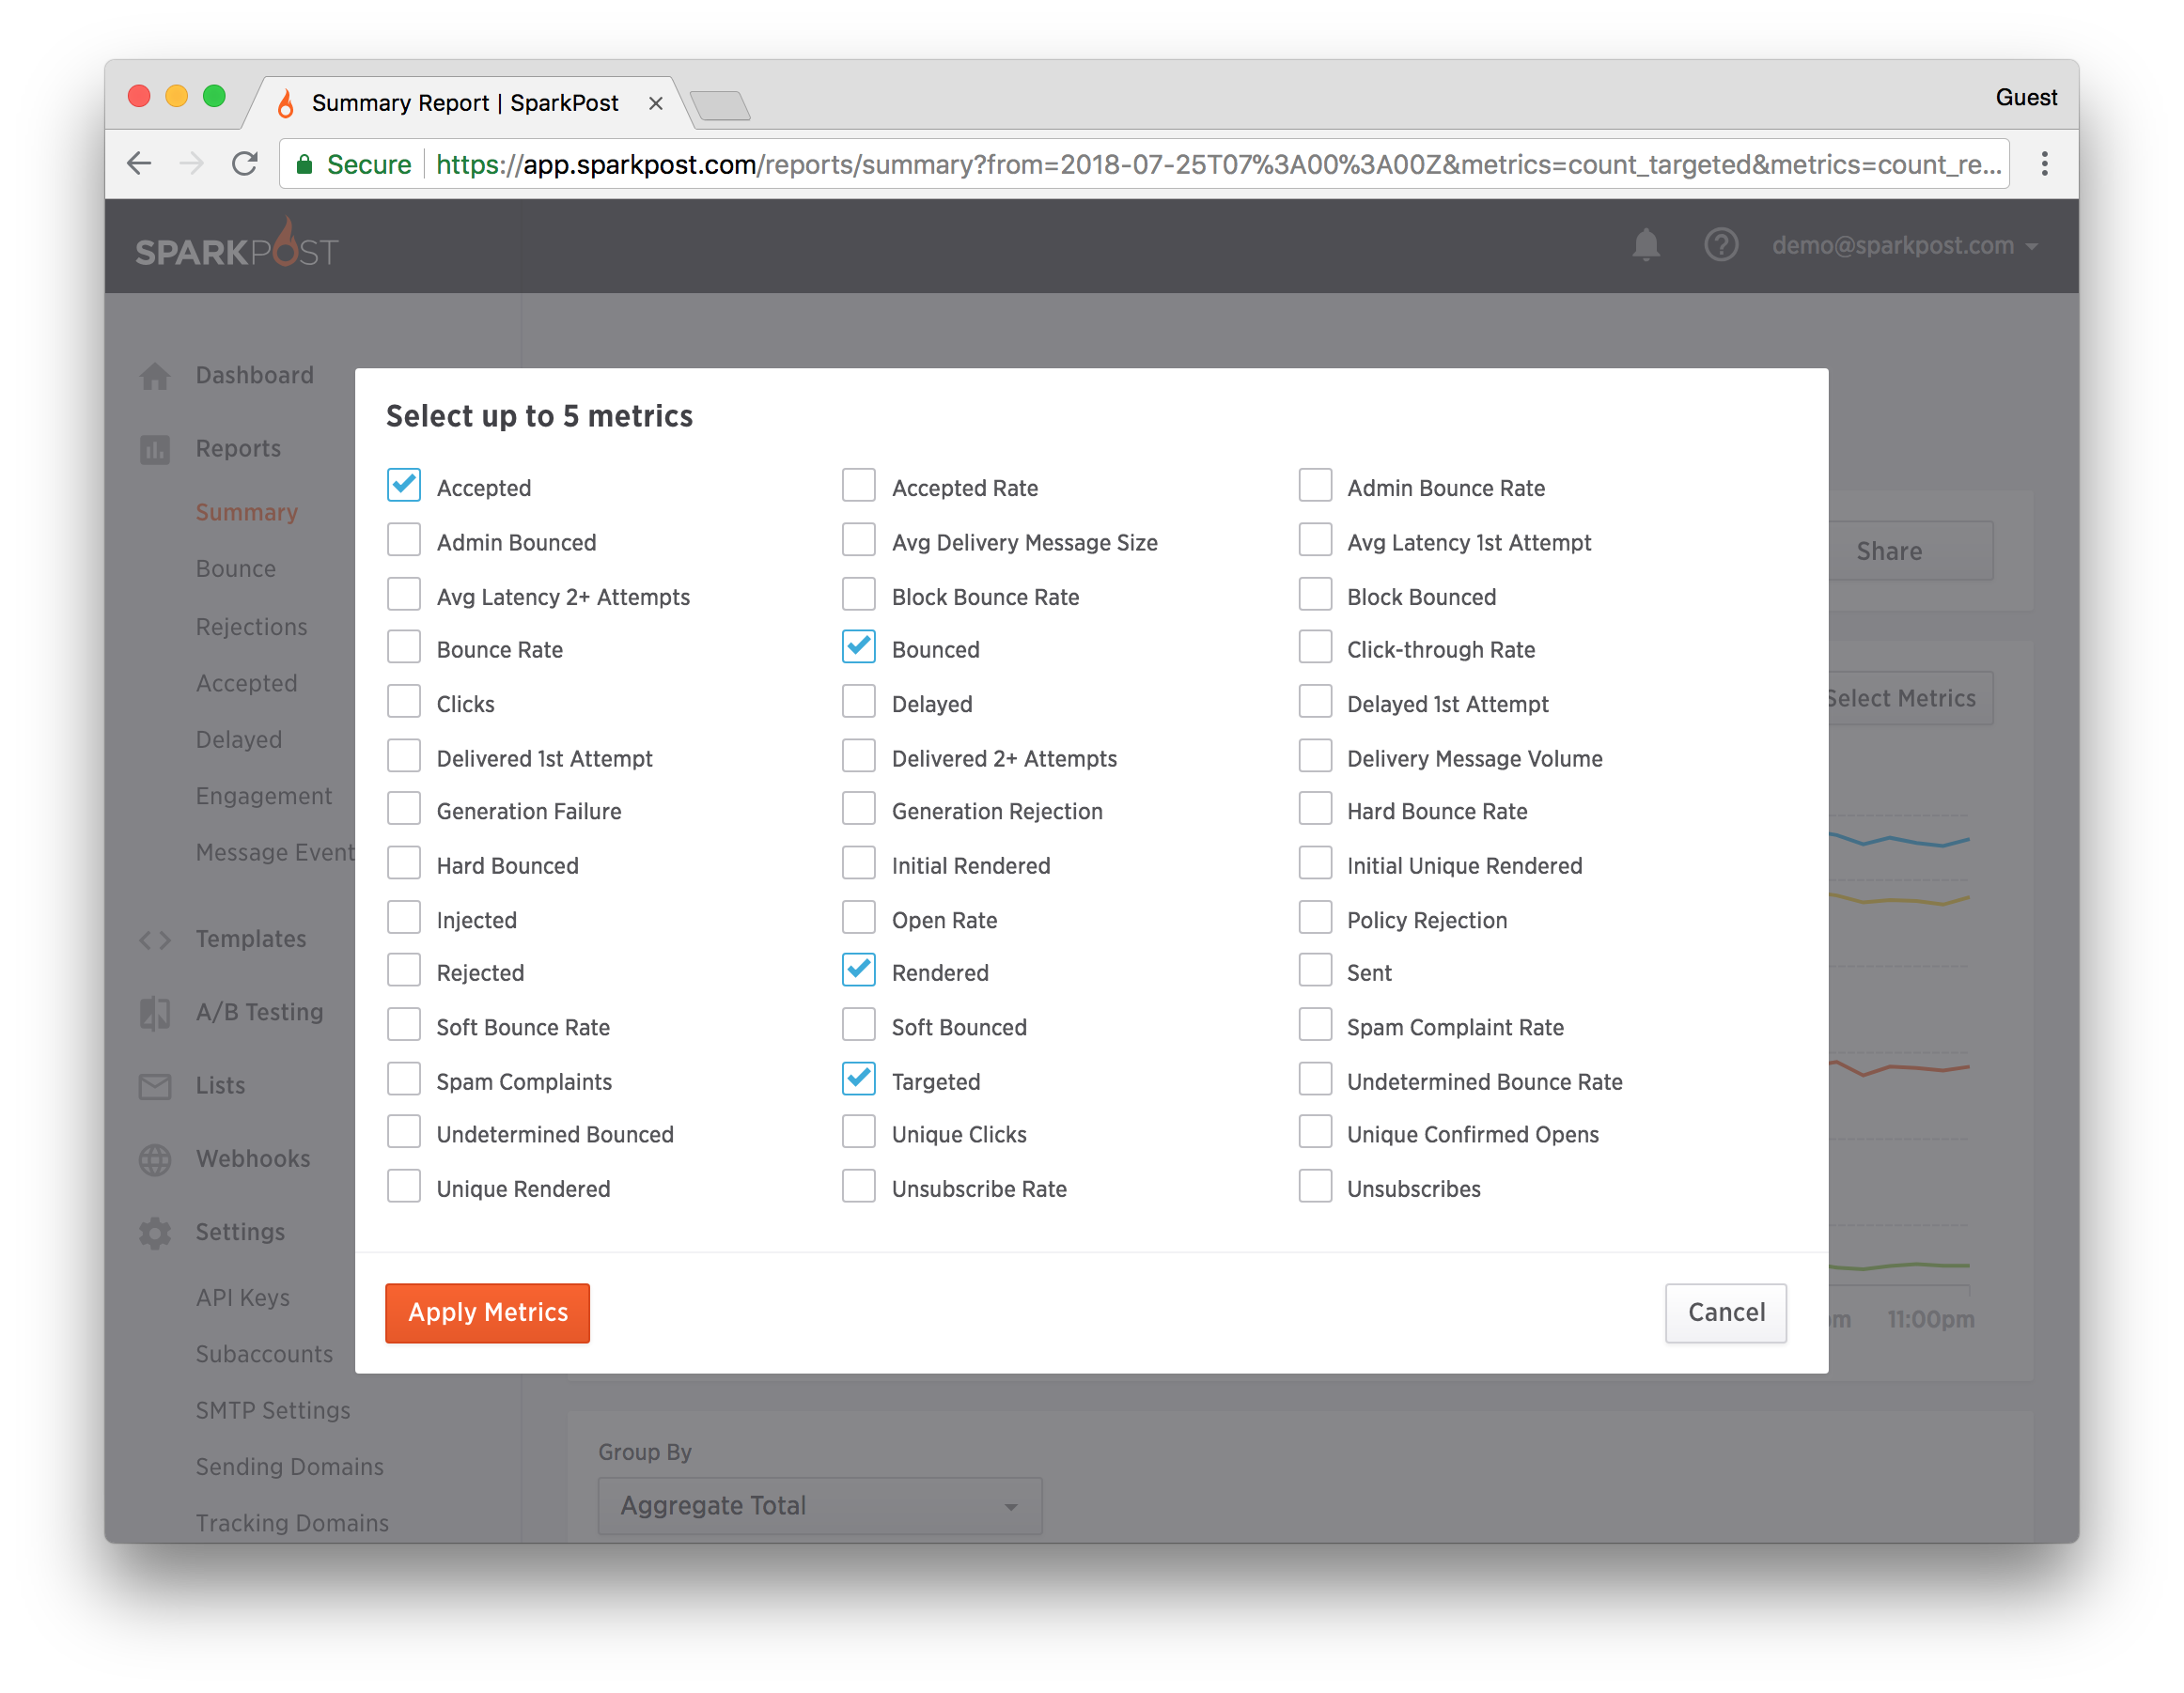 Summary Report | SparkPost
Guest
Secure https://app.sparkpost.com/reports/summary?from=2018-07-25T07%3A00%3A00Z&metrics=count_targeted&metrics=count_re...
SPARKPOST
demo@sparkpost.com
Dashboard
Reports
Summary
Bounce
Rejections
Accepted
Delayed
Engagement
Message Event
Templates
A/B Testing
Lists
Webhooks
Settings
API Keys
Subaccounts
SMTP Settings
Sending Domains
Tracking Domains
Select up to 5 metrics
Accepted Accepted Rate Admin Bounce Rate
Admin Bounced Avg Delivery Message Size Avg Latency 1st Attempt
Avg Latency 2+ Attempts Block Bounce Rate Block Bounced
Bounce Rate Bounced Click-through Rate
Clicks Delayed Delayed 1st Attempt
Delivered 1st Attempt Delivered 2+ Attempts Delivery Message Volume
Generation Failure Generation Rejection Hard Bounce Rate
Hard Bounced Initial Rendered Initial Unique Rendered
Injected Open Rate Policy Rejection
Rejected Rendered Sent
Soft Bounce Rate Soft Bounced Spam Complaint Rate
Spam Complaints Targeted Undetermined Bounce Rate
Undetermined Bounced Unique Clicks Unique Confirmed Opens
Unique Rendered Unsubscribe Rate Unsubscribes
Apply Metrics
Cancel
Share
Select Metrics
11:00pm
Group By
Aggregate Total